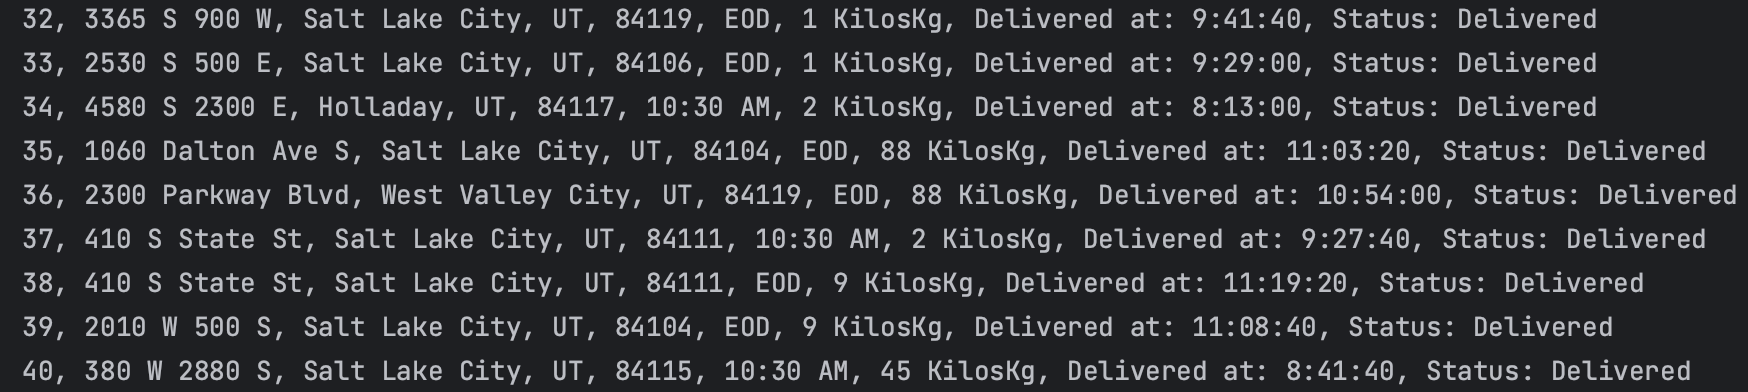 32, 3365 S 900 W, Salt Lake City, UT, 84119, EOD, 1 KilosKg, Delivered at: 9:41:40, Status: Delivered
33, 2530 S 500 E, Salt Lake City, UT, 84106, EOD, 1 KilosKg, Delivered at: 9:29:00, Status: Delivered
34, 4580 S 2300 E, Holladay, UT, 84117, 10:30 AM, 2 KilosKg, Delivered at: 8:13:00, Status: Delivered
35, 1060 Dalton Ave S, Salt Lake City, UT, 84104, EOD, 88 KilosKg, Delivered at: 11:03:20, Status: Delivered
36, 2300 Parkway Blvd, West Valley City, UT, 84119, EOD, 88 KilosKg, Delivered at: 10:54:00, Status: Delivered
37, 410 S State St, Salt Lake City, UT, 84111, 10:30 AM, 2 KilosKg, Delivered at: 9:27:40, Status: Delivered
38, 410 S State St, Salt Lake City, UT, 84111, EOD, 9 KilosKg, Delivered at: 11:19:20, Status: Delivered
39, 2010 W 500 S, Salt Lake City, UT, 84104, EOD, 9 KilosKg, Delivered at: 11:08:40, Status: Delivered
40, 380 W 2880 S, Salt Lake City, UT, 84115, 10:30 AM, 45 KilosKg, Delivered at: 8:41:40, Status: Delivered